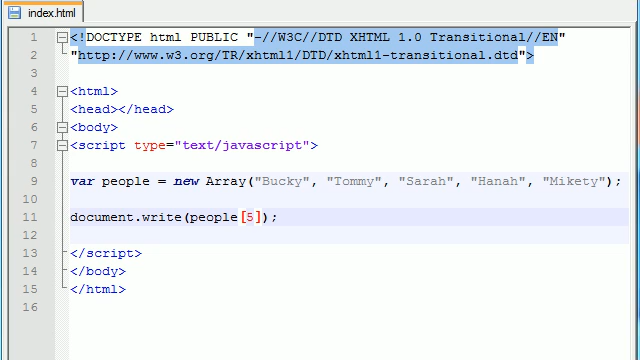 index.html
1 <!DOCTYPE html PUBLIC "-//W3C//DTD XHTML 1.0 Transitional//EN"
2 "http://www.w3.org/TR/xhtml1/DTD/xhtml1-transitional.dtd">
3
4 <html>
5 <head></head>
6 <body>
7 <script type="text/javascript">
8
9 var people = new Array("Bucky", "Tommy", "Sarah", "Hanah", "Mikety");
10
11 document.write(people[5]);
12
13 </script>
14 </body>
15 </html>
16